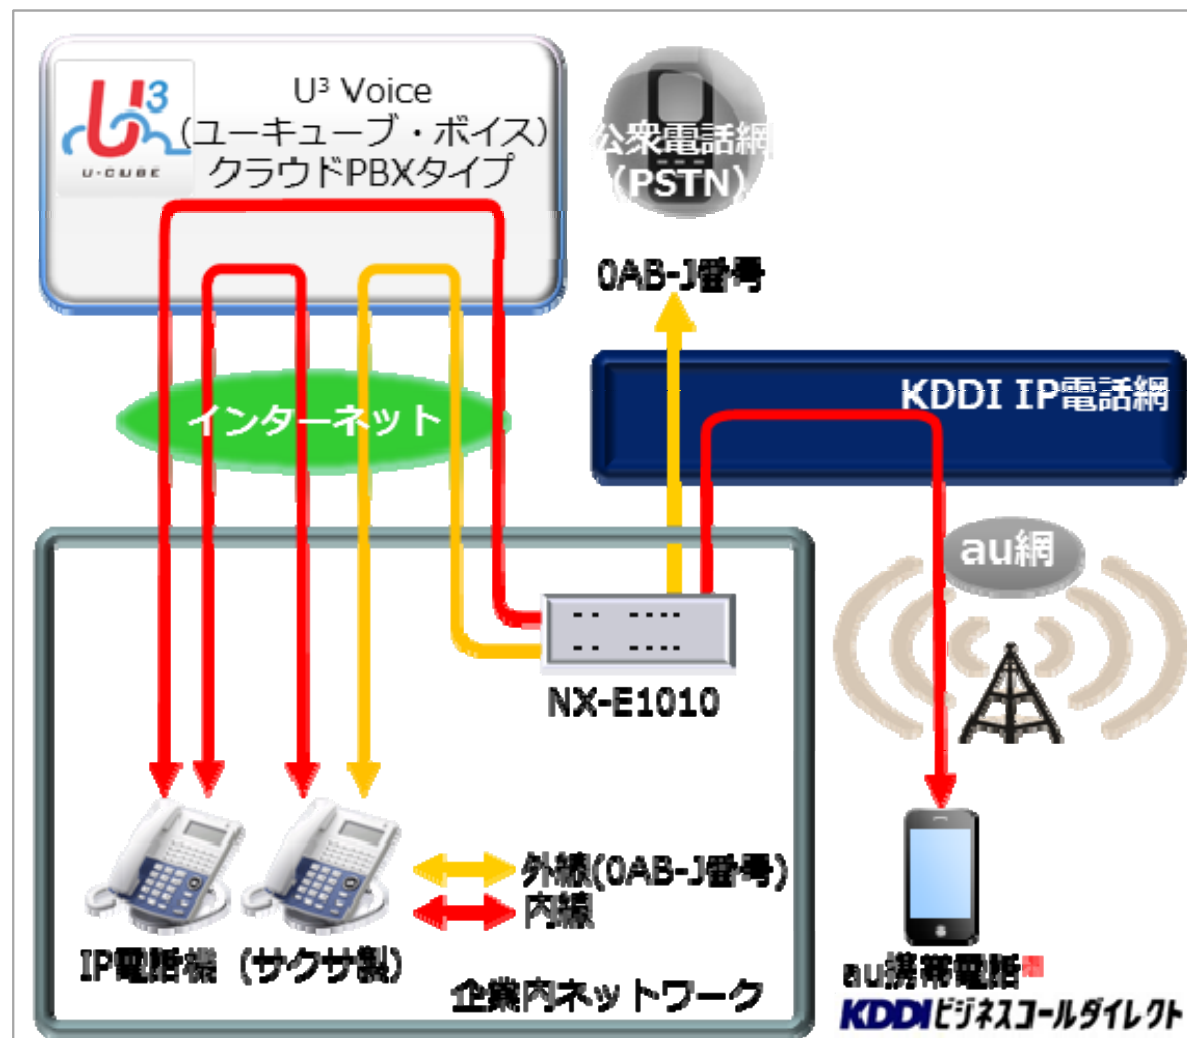 U³
U-CUBE
U³ Voice
(ユーキューブ・ボイス)
クラウドPBXタイプ
公衆電話網
(PSTN)
0AB-J番号
インターネット
KDDI IP電話網
au網
NX-E1010
外線(0AB-J番号)
内線
IP電話機 (サクサ製)
企業内ネットワーク
au携帯電話※
KDDIビジネスコールダイレクト